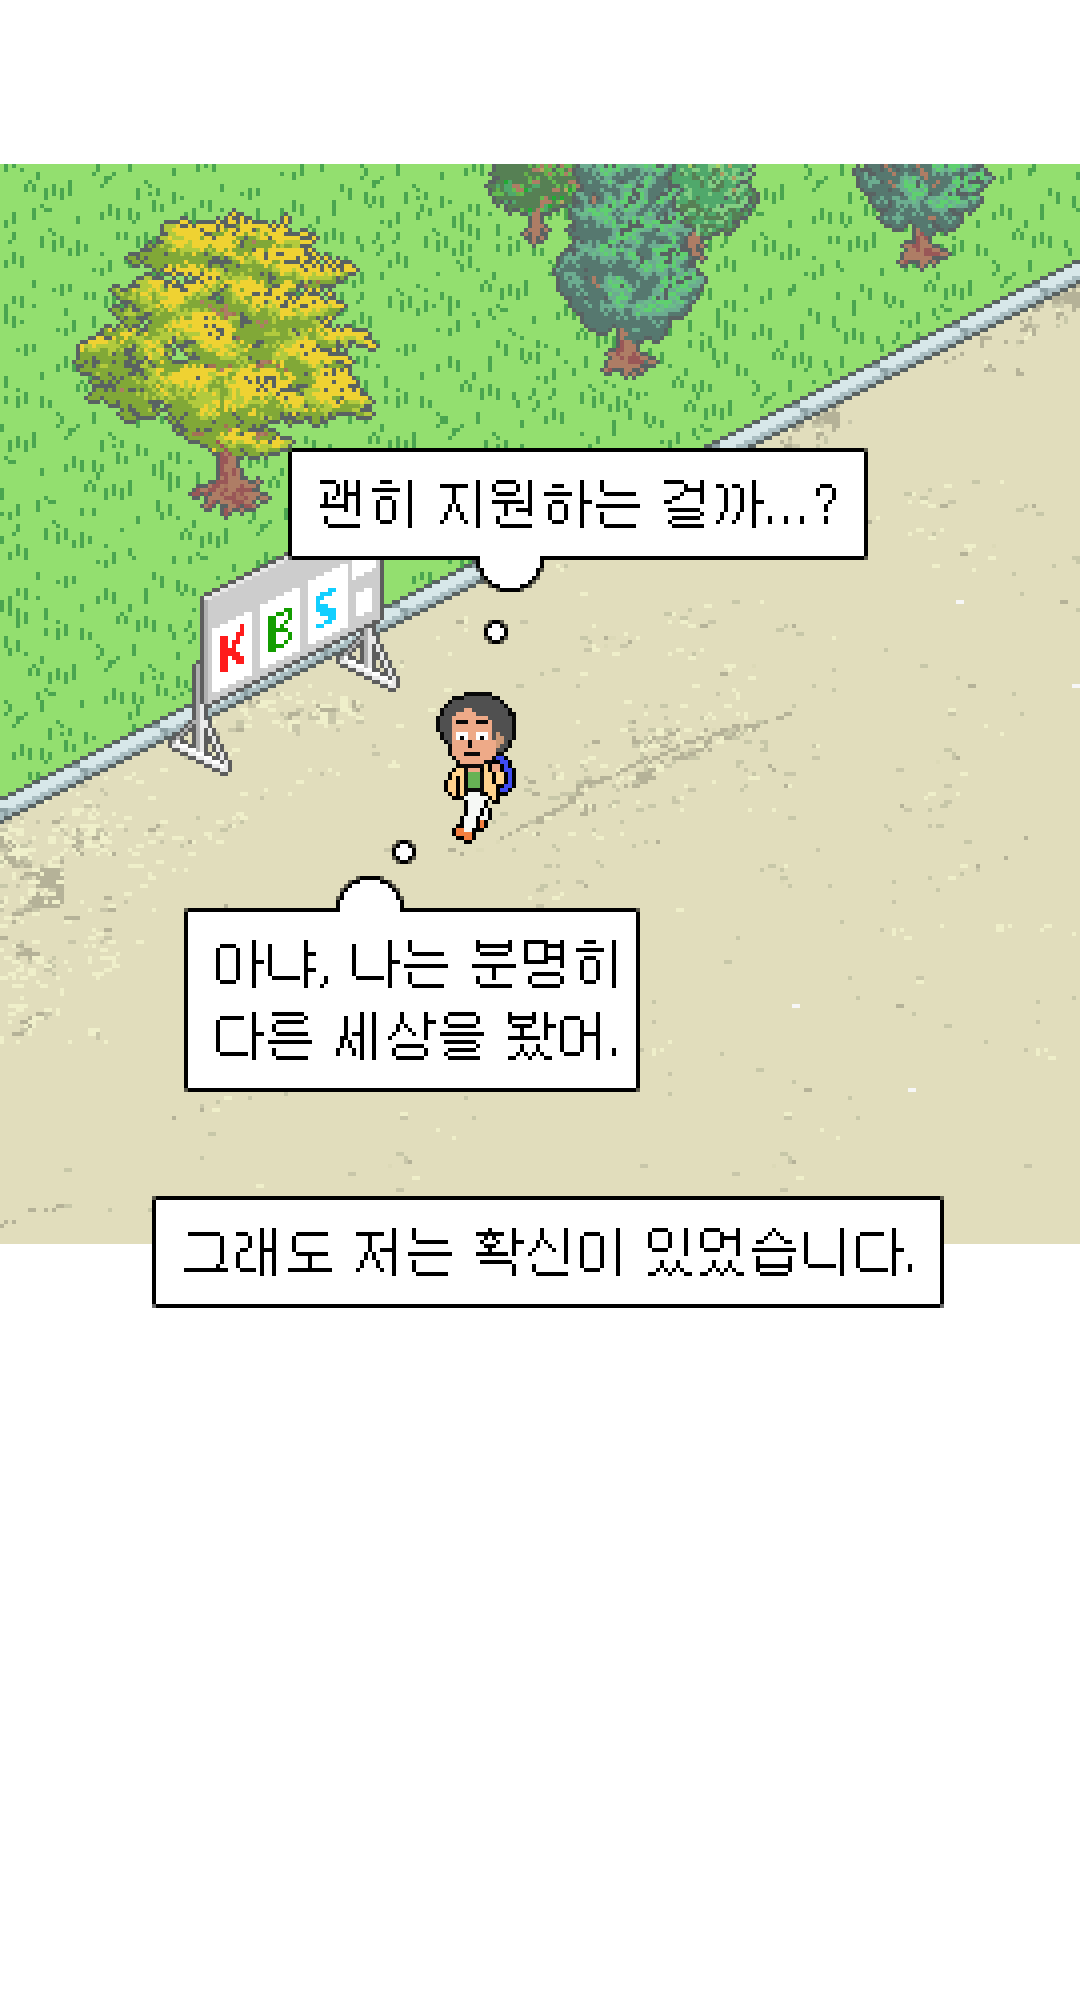 괜히 지원하는 걸까...?
KBS
아냐, 나는 분명히
다른 세상을 봤어.
그래도 저는 확신이 있었습니다.